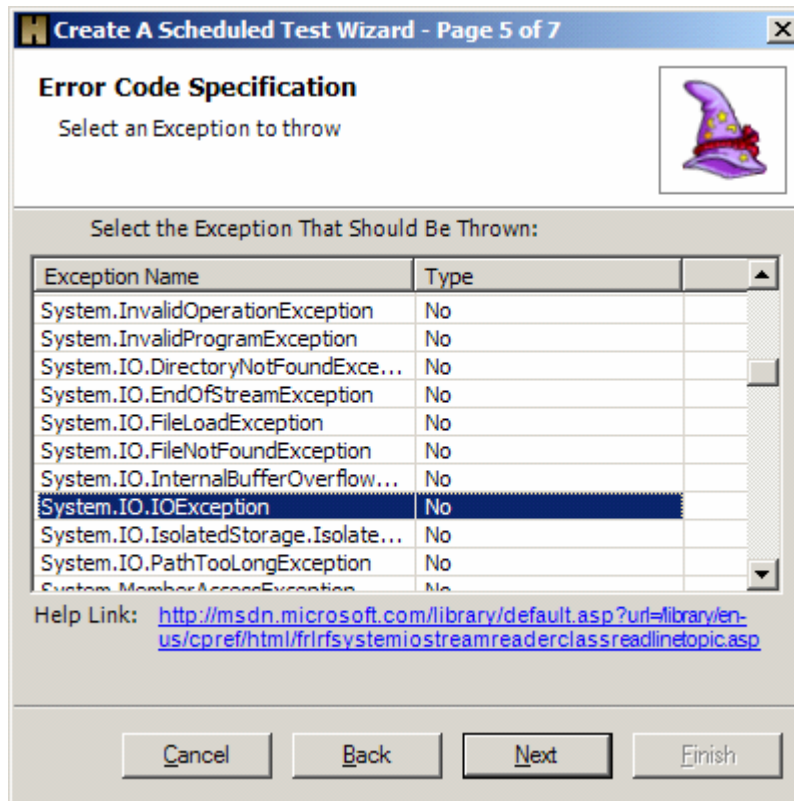 Create A Scheduled Test Wizard - Page 5 of 7
Error Code Specification
Select an Exception to throw
Select the Exception That Should Be Thrown:
Exception Name Type
System.InvalidOperationException No
System.InvalidProgramException No
System.IO.DirectoryNotFoundExce... No
System.IO.EndOfStreamException No
System.IO.FileLoadException No
System.IO.FileNotFoundException No
System.IO.InternalBufferOverflow... No
System.IO.IOException No
System.IO.IsolatedStorage.Isolate... No
System.IO.PathTooLongException No
System.MemberAccessException No
Help Link: http://msdn.microsoft.com/library/default.asp?url=/library/en-
us/cpref/html/frlrfsystemiostreamreaderclassreadlinetopic.asp
Cancel Back Next Finish